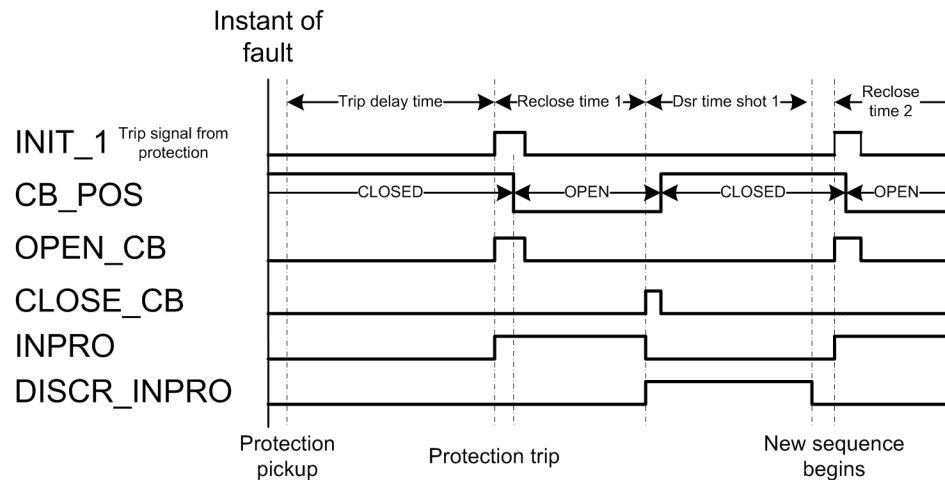 Instant of
fault
Trip delay time
Reclose time 1
Dsr time shot 1
Reclose
time 2
INIT_1
Trip signal from
protection
CB_POS
CLOSED
OPEN
CLOSED
OPEN
OPEN_CB
CLOSE_CB
INPRO
DISCR_INPRO
Protection
pickup
Protection trip
New sequence
begins